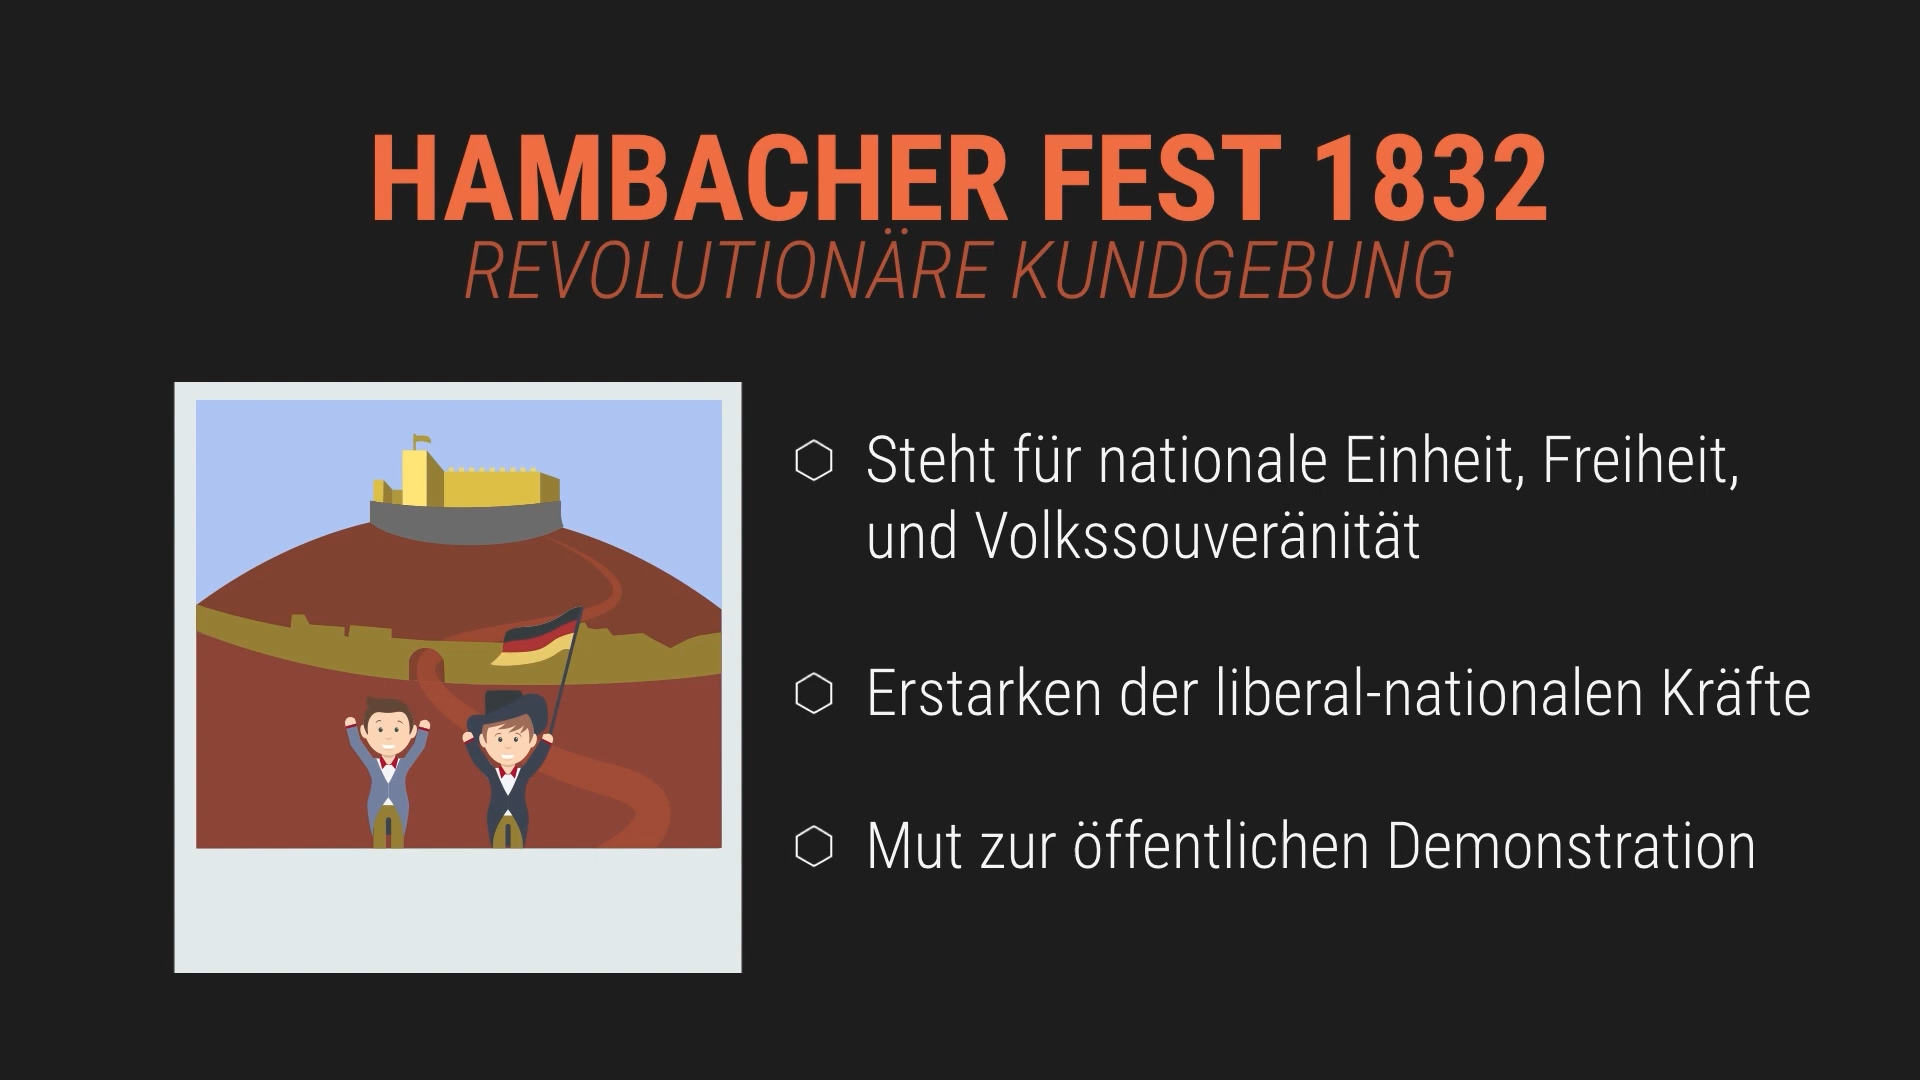 HAMBACHER FEST 1832
REVOLUTIONÄRE KUNDGEBUNG
Steht für nationale Einheit, Freiheit,
und Volkssouveränität
Erstarken der liberal-nationalen Kräfte
Mut zur öffentlichen Demonstration